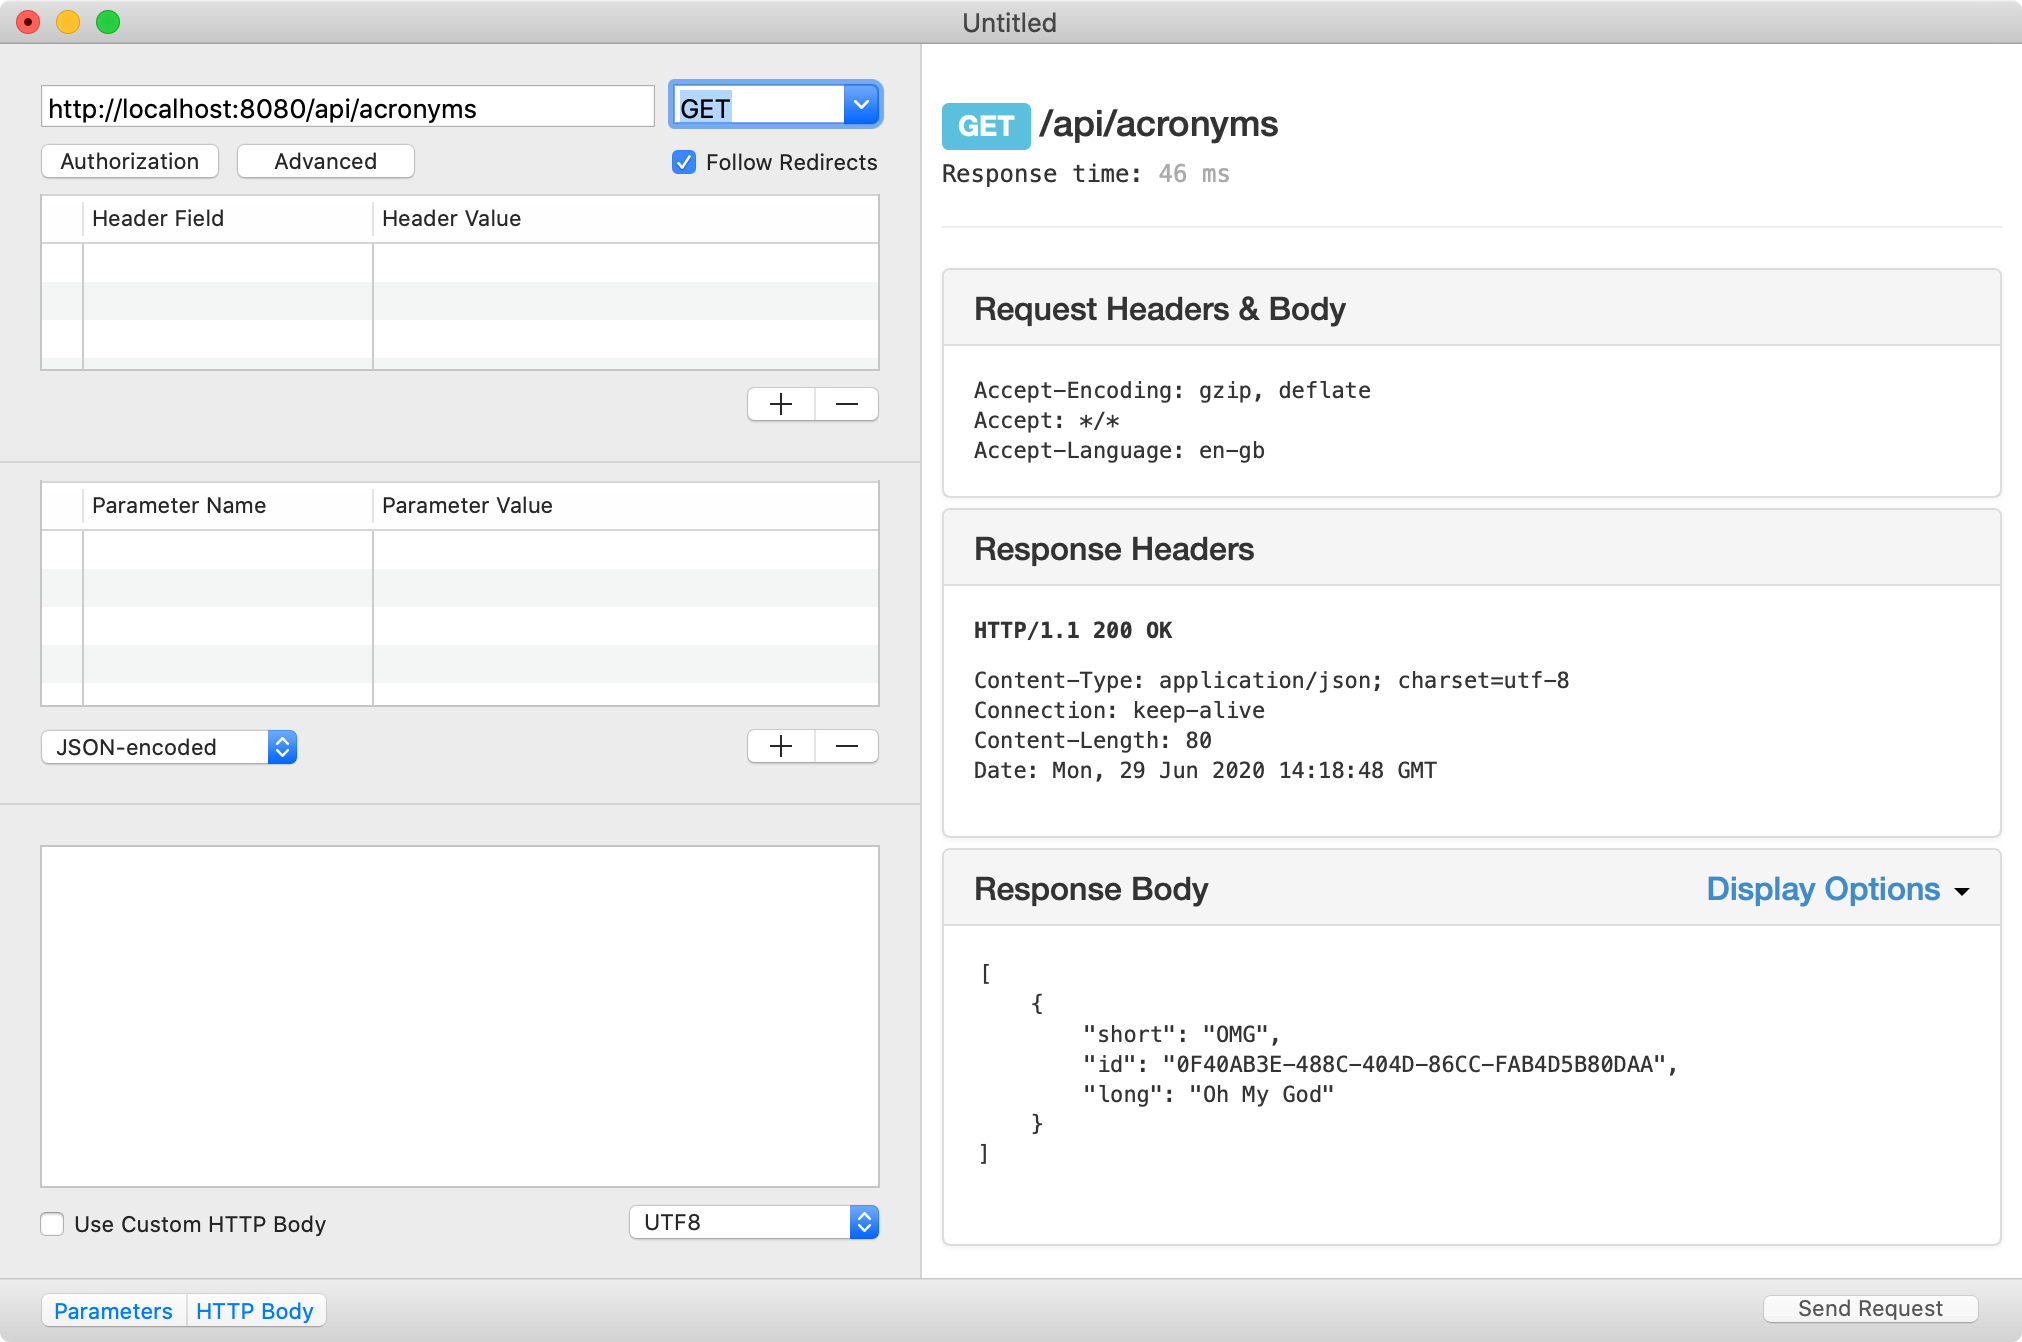 Untitled
http://localhost:8080/api/acronyms
GET
Authorization
Advanced
Follow Redirects
Header Field
Header Value
Parameter Name
Parameter Value
JSON-encoded
Use Custom HTTP Body
UTF8
Parameters
HTTP Body
GET /api/acronyms
Response time: 46 ms
Request Headers & Body
Accept-Encoding: gzip, deflate
Accept: */*
Accept-Language: en-gb
Response Headers
HTTP/1.1 200 OK
Content-Type: application/json; charset=utf-8
Connection: keep-alive
Content-Length: 80
Date: Mon, 29 Jun 2020 14:18:48 GMT
Response Body
Display Options
[
{
"short": "OMG",
"id": "0F40AB3E-488C-404D-86CC-FAB4D5B80DAA",
"long": "Oh My God"
}
]
Send Request